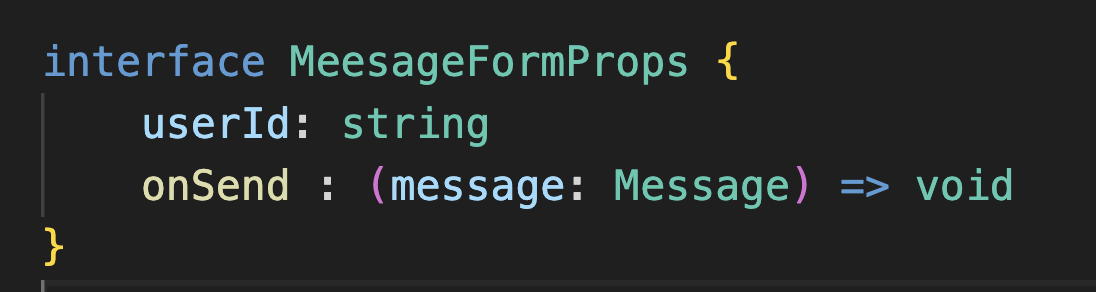 interface MeesageFormProps {
    userId: string
    onSend : (message: Message) => void
}